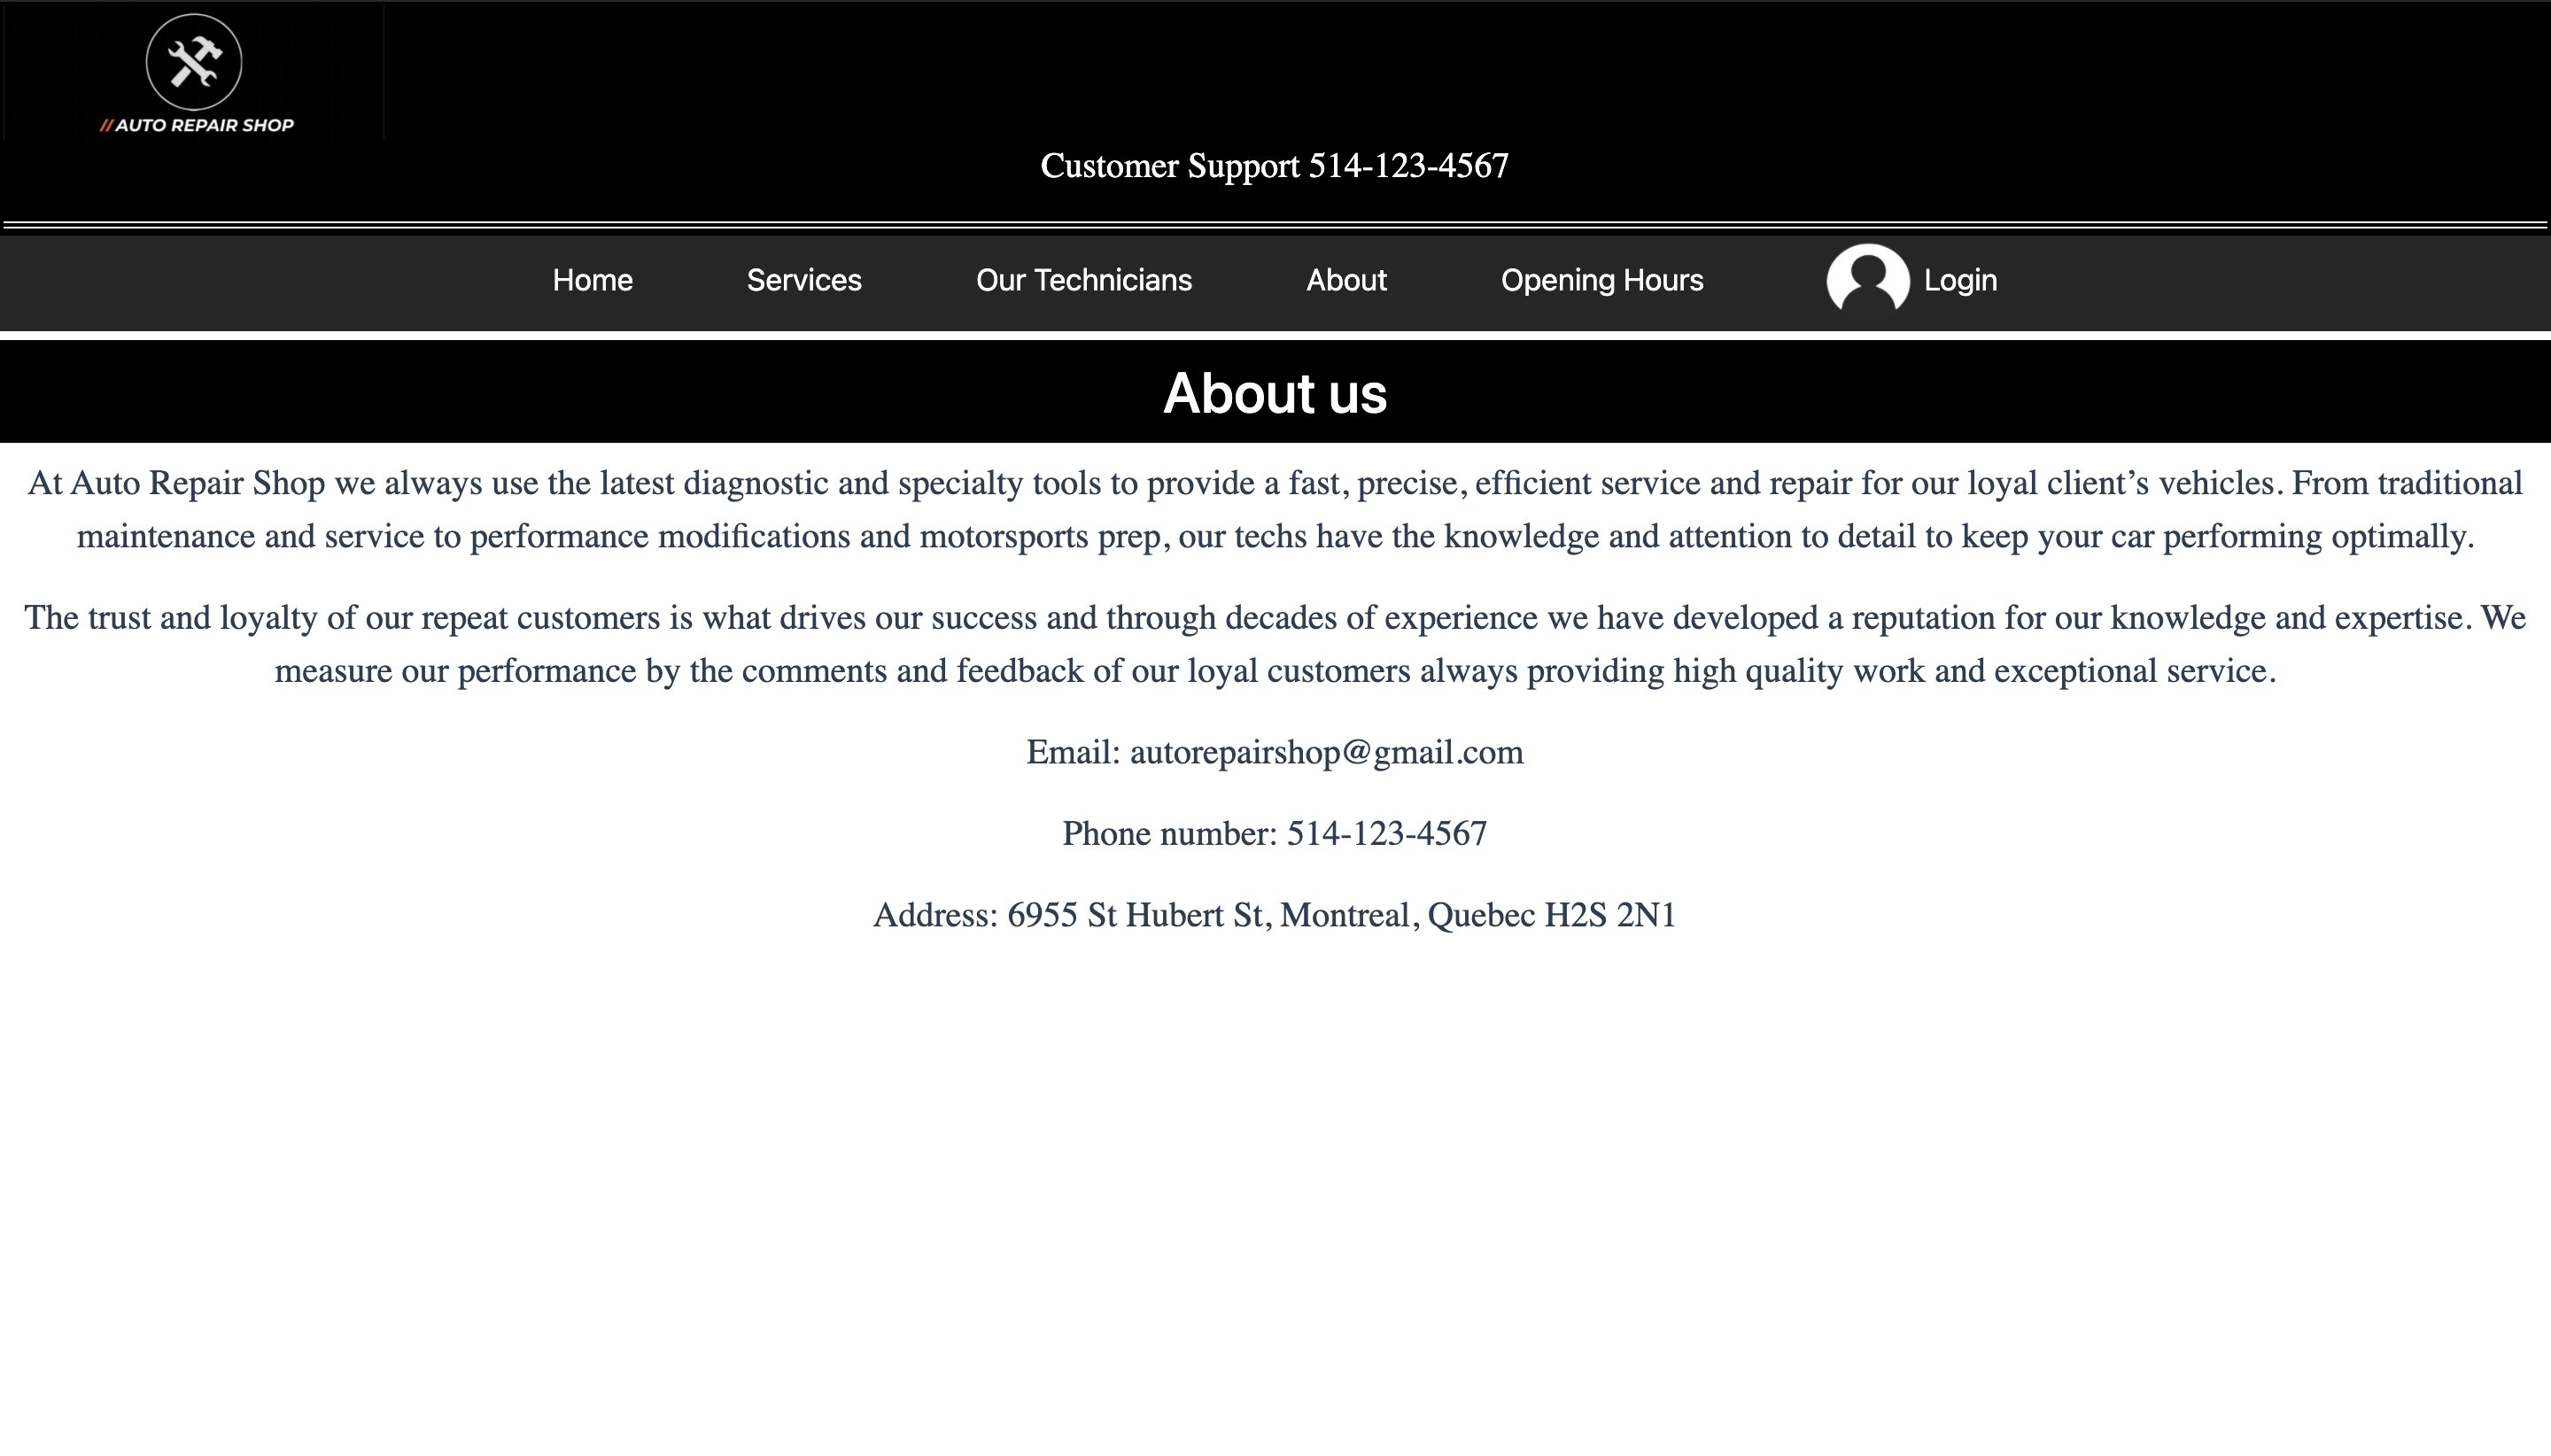 //AUTO REPAIR SHOP
Customer Support 514-123-4567
Home Services Our Technicians About Opening Hours Login
About us
At Auto Repair Shop we always use the latest diagnostic and specialty tools to provide a fast, precise, efficient service and repair for our loyal client’s vehicles. From traditional
maintenance and service to performance modifications and motorsports prep, our techs have the knowledge and attention to detail to keep your car performing optimally.
The trust and loyalty of our repeat customers is what drives our success and through decades of experience we have developed a reputation for our knowledge and expertise. We
measure our performance by the comments and feedback of our loyal customers always providing high quality work and exceptional service.
Email: autorepairshop@gmail.com
Phone number: 514-123-4567
Address: 6955 St Hubert St, Montreal, Quebec H2S 2N1